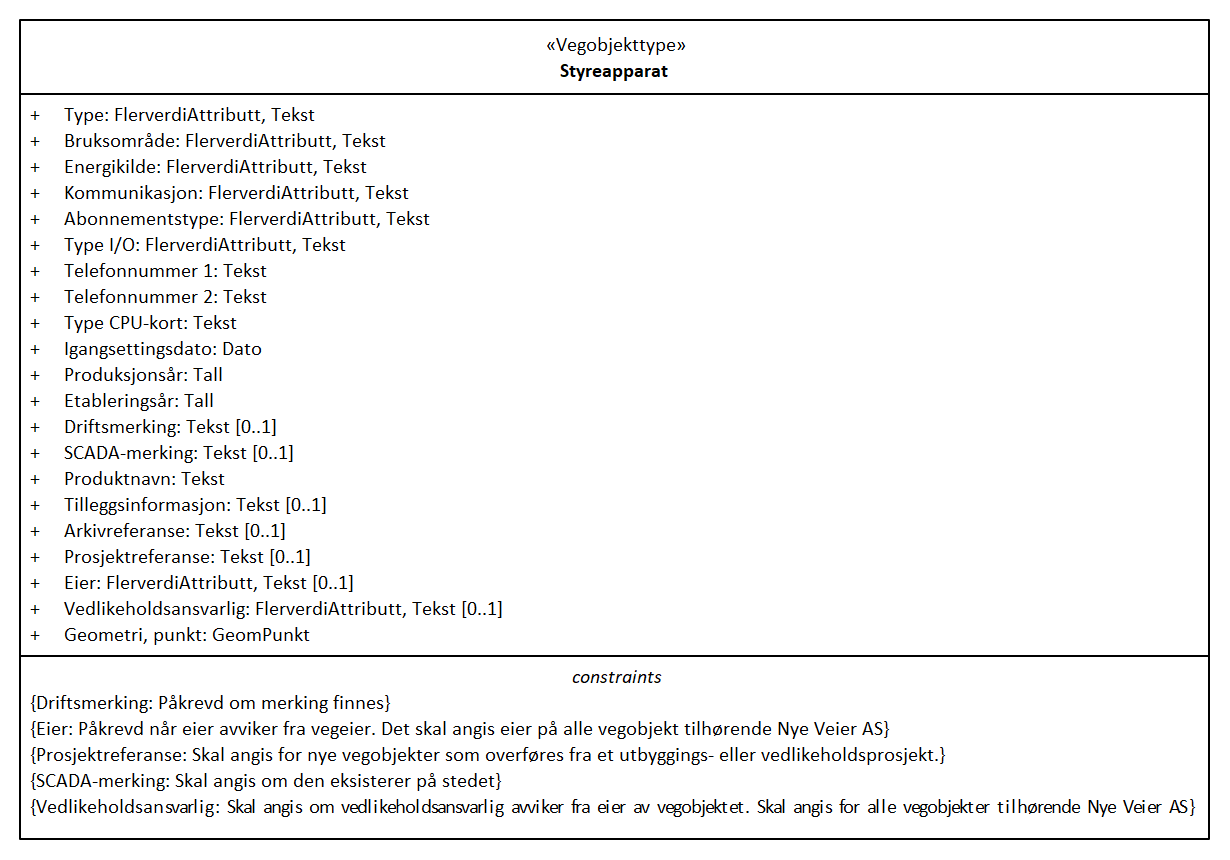 «Vegobjekttype»
Styreapparat
+ Type: FlerverdiAttributt, Tekst
+ Bruksområde: FlerverdiAttributt, Tekst
+ Energikilde: FlerverdiAttributt, Tekst
+ Kommunikasjon: FlerverdiAttributt, Tekst
+ Abonnementstype: FlerverdiAttributt, Tekst
+ Type I/O: FlerverdiAttributt, Tekst
+ Telefonnummer 1: Tekst
+ Telefonnummer 2: Tekst
+ Type CPU-kort: Tekst
+ Igangsettingsdato: Dato
+ Produksjonsår: Tall
+ Etableringsår: Tall
+ Driftsmerking: Tekst [0..1]
+ SCADA-merking: Tekst [0..1]
+ Produktnavn: Tekst
+ Tilleggsinformasjon: Tekst [0..1]
+ Arkivreferanse: Tekst [0..1]
+ Prosjektreferanse: Tekst [0..1]
+ Eier: FlerverdiAttributt, Tekst [0..1]
+ Vedlikeholdsansvarlig: FlerverdiAttributt, Tekst [0..1]
+ Geometri, punkt: GeomPunkt
constraints
{Driftsmerking: Påkrevd om merking finnes}
{Eier: Påkrevd når eier avviker fra vegeier. Det skal angis eier på alle vegobjekt tilhørende Nye Veier AS}
{Prosjektreferanse: Skal angis for nye vegobjekter som overføres fra et utbyggings- eller vedlikeholdsprosjekt.}
{SCADA-merking: Skal angis om den eksisterer på stedet}
{Vedlikeholdsansvarlig: Skal angis om vedlikeholdsansvarlig avviker fra eier av vegobjektet. Skal angis for alle vegobjekter tilhørende Nye Veier AS}